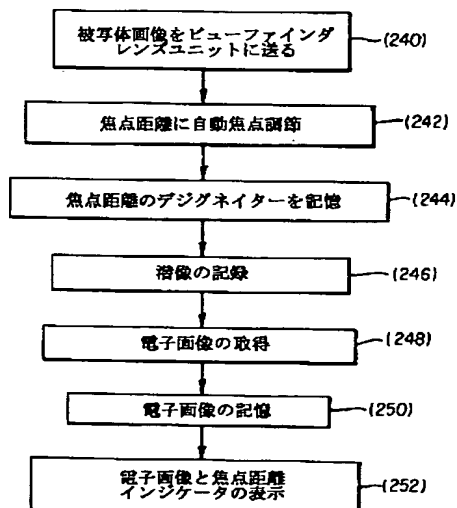 被写体画像をビューファインダ
レンズユニットに送る
(240)
焦点距離に自動焦点調節
(242)
焦点距離のデジグネイターを記憶
(244)
潜像の記録
(246)
電子画像の取得
(248)
電子画像の記憶
(250)
電子画像と焦点距離
インジケータの表示
(252)